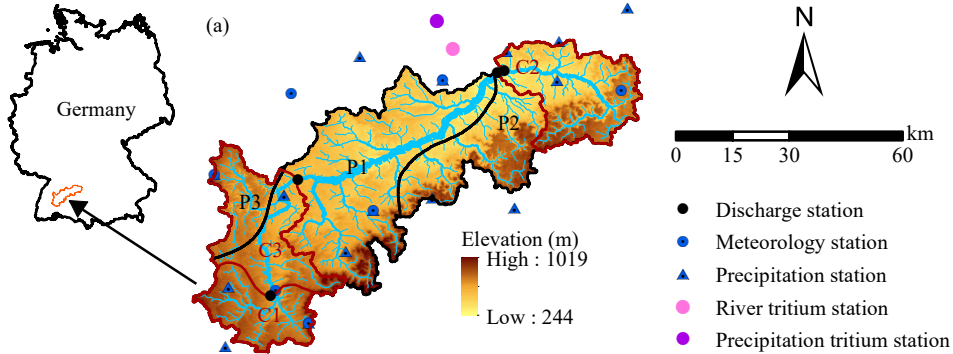 (a)
N
Germany
C2
P2
km
0 15 30 60
P1
P3
Discharge station
Elevation (m)
Meteorology station
C3
High : 1019
Precipitation station
C1
River tritium station
Low : 244
Precipitation tritium station